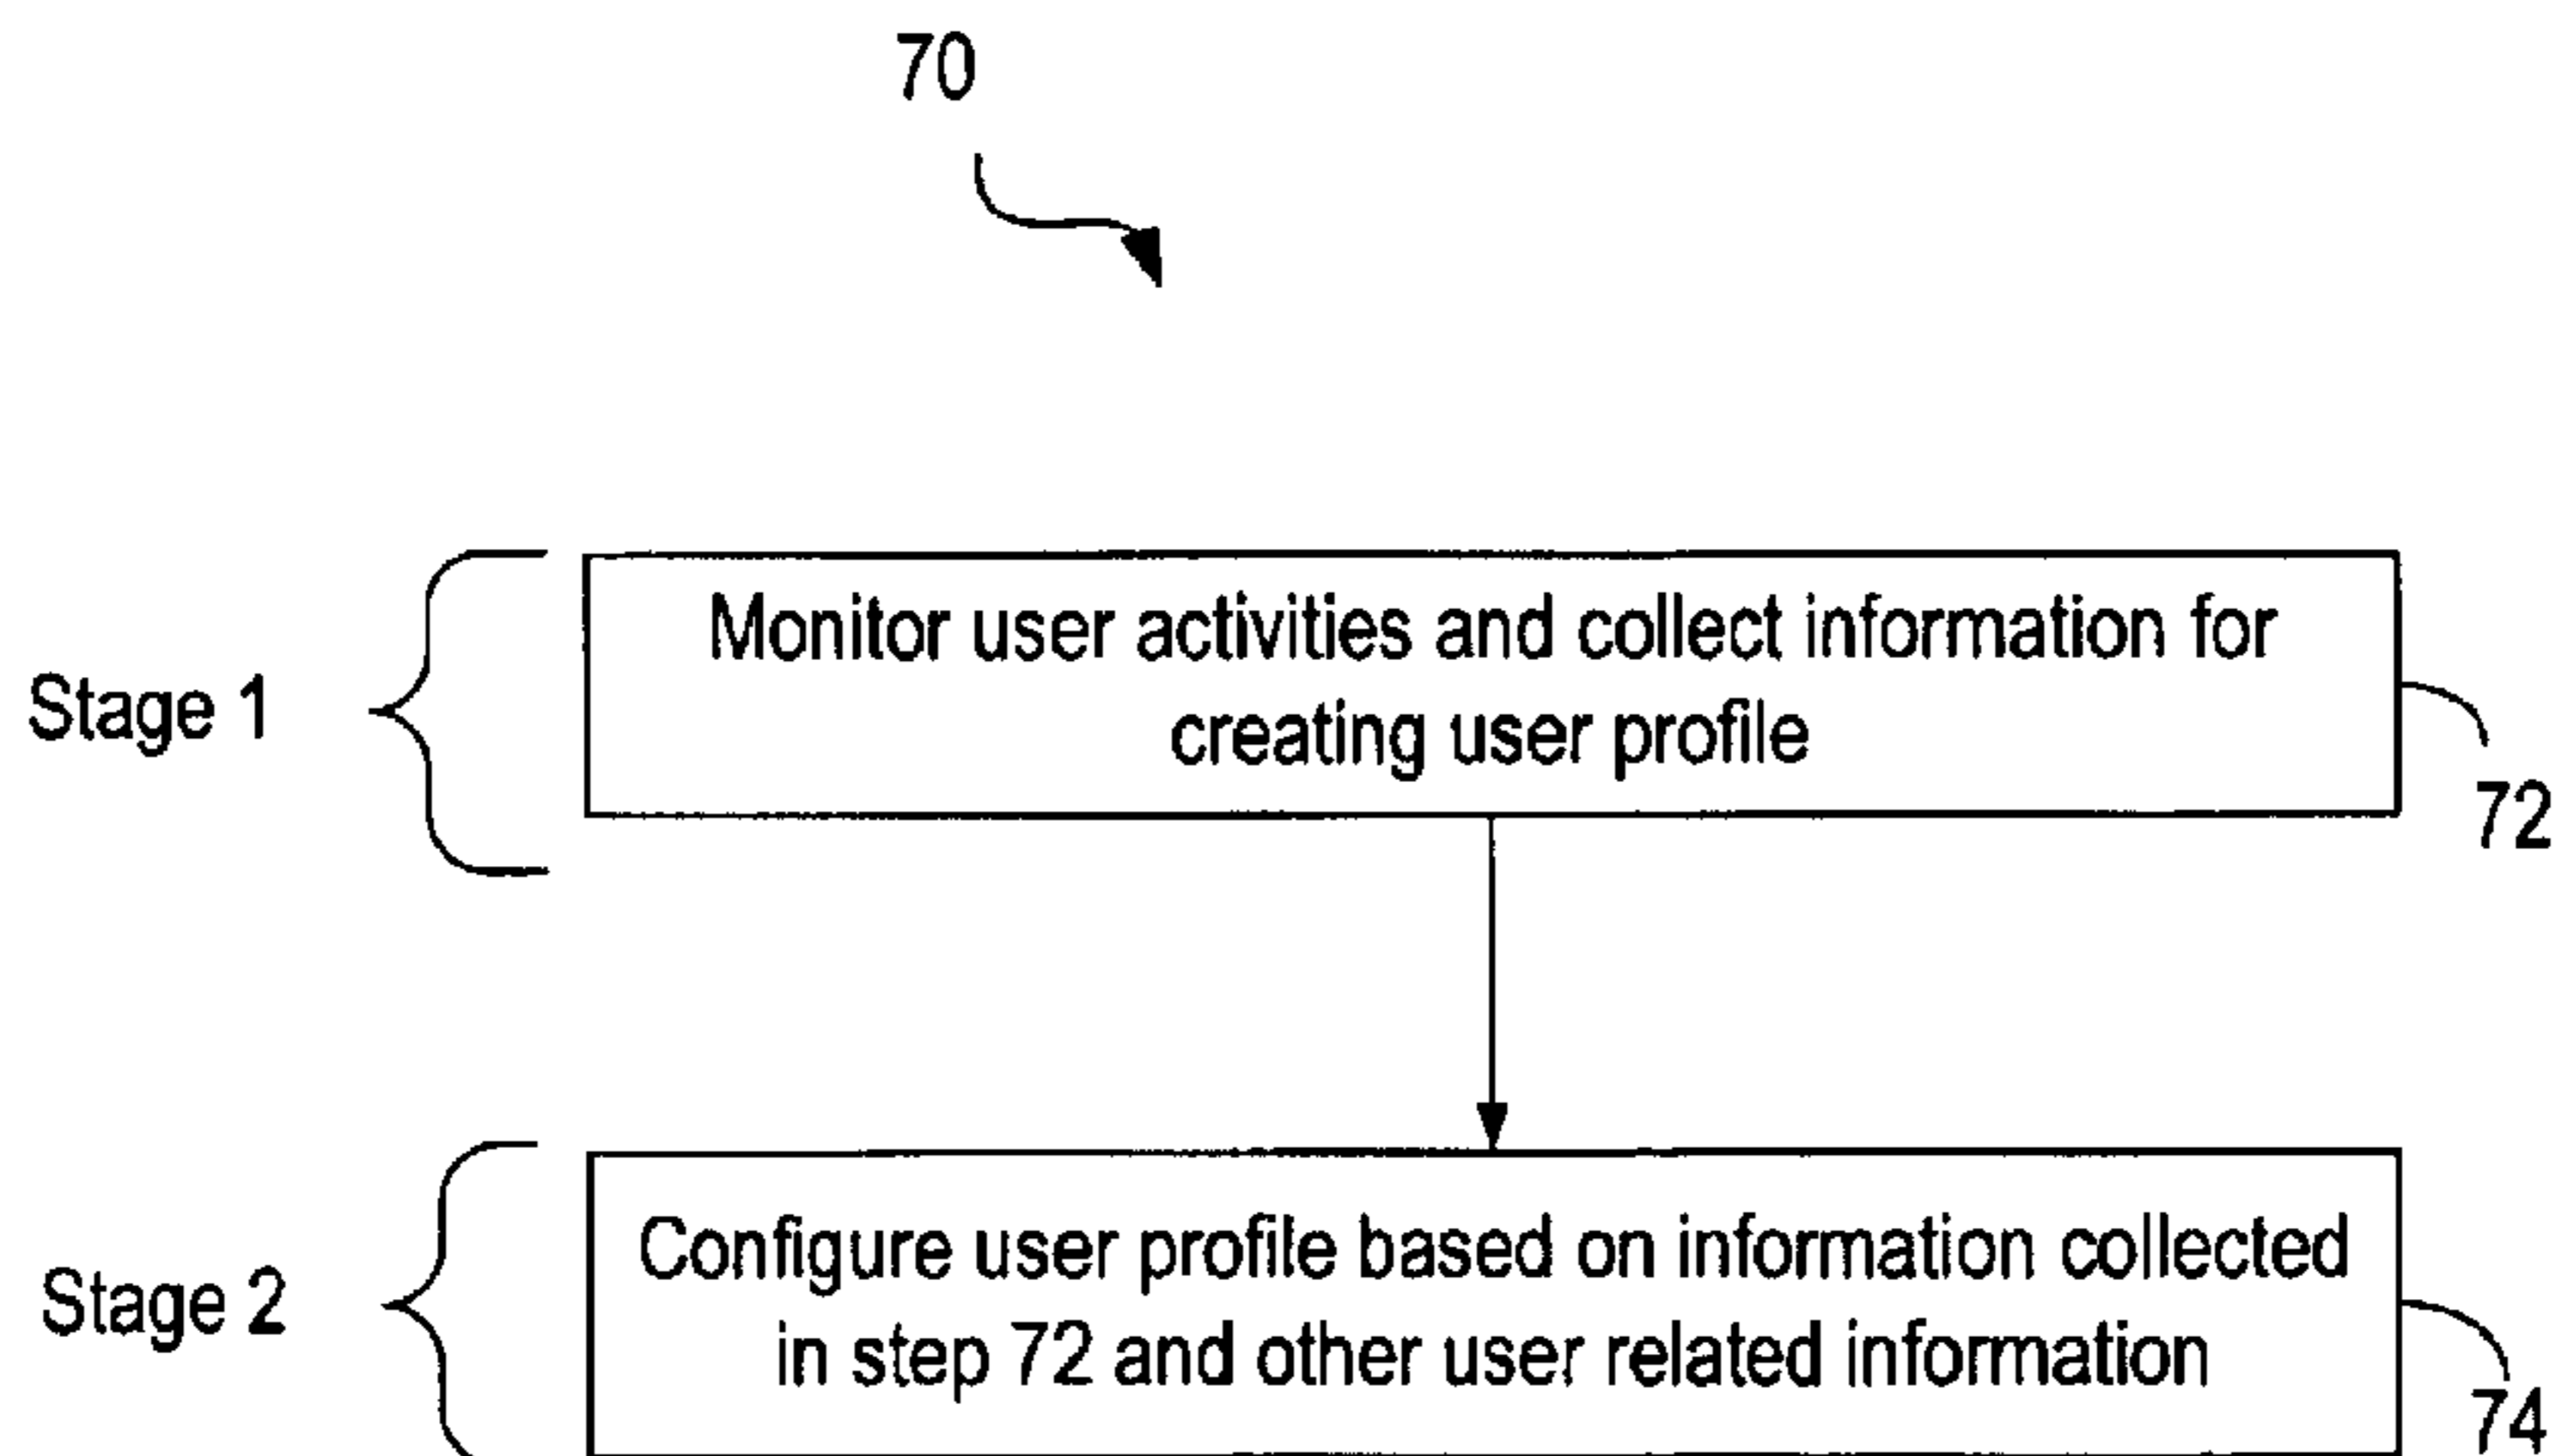 70
Stage 1
Monitor user activities and collect information for
creating user profile
72
Stage 2
Configure user profile based on information collected
in step 72 and other user related information
74